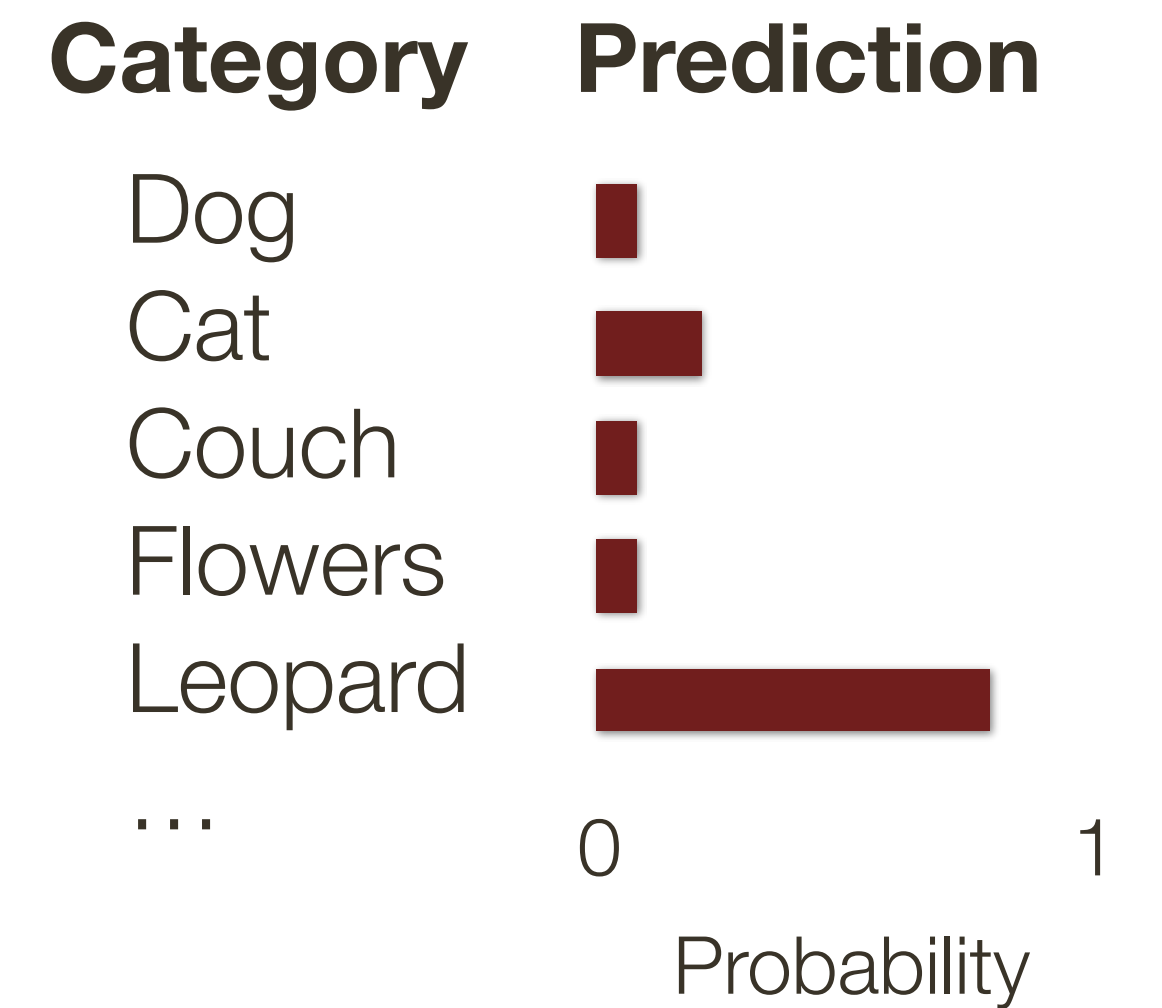 Category Prediction
Dog
Cat
Couch
Flowers
Leopard
…
0 1
Probability